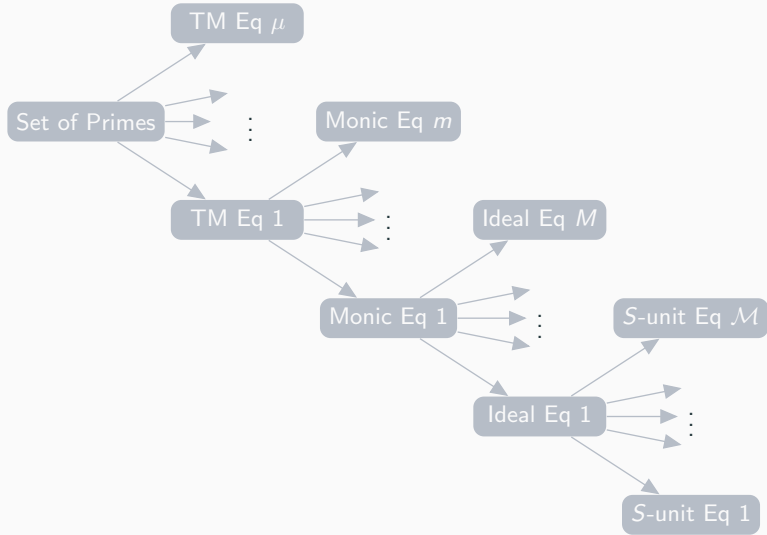 TM Eq μ
Set of Primes
Monic Eq m
TM Eq 1
Ideal Eq M
Monic Eq 1
S-unit Eq ℳ
Ideal Eq 1
S-unit Eq 1